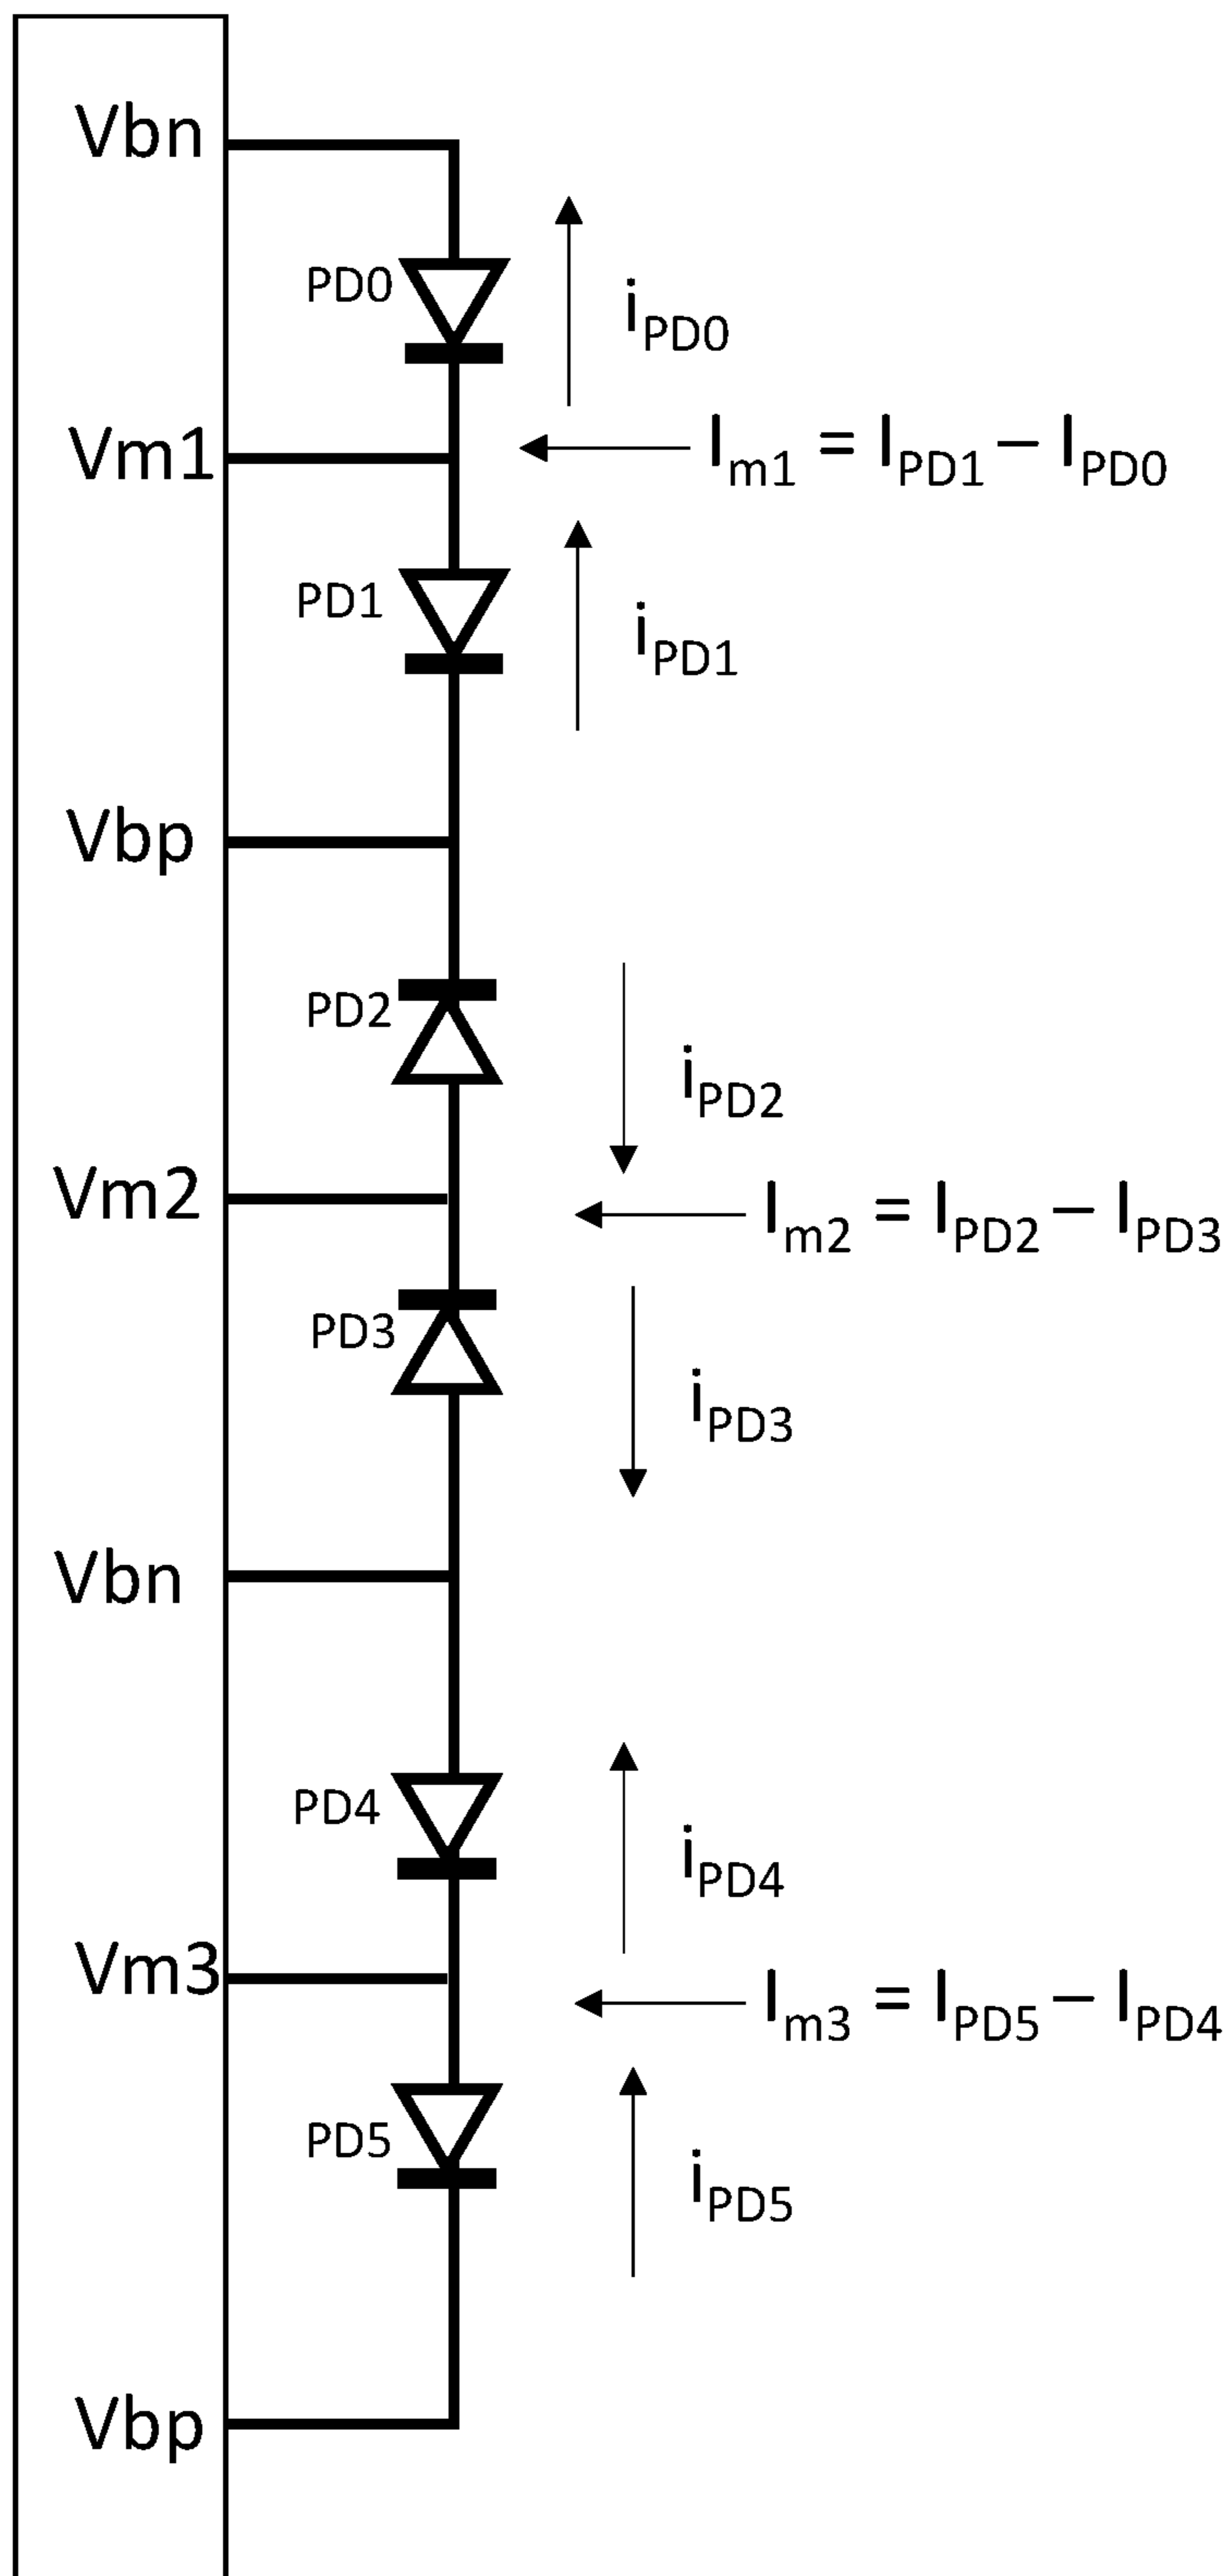 Vbn
PD0
iPD0
Vm1
Im1 = IPD1 – IPD0
PD1
iPD1
Vbp
PD2
iPD2
Vm2
Im2 = IPD2 – IPD3
PD3
iPD3
Vbn
PD4
iPD4
Vm3
Im3 = IPD5 – IPD4
PD5
iPD5
Vbp